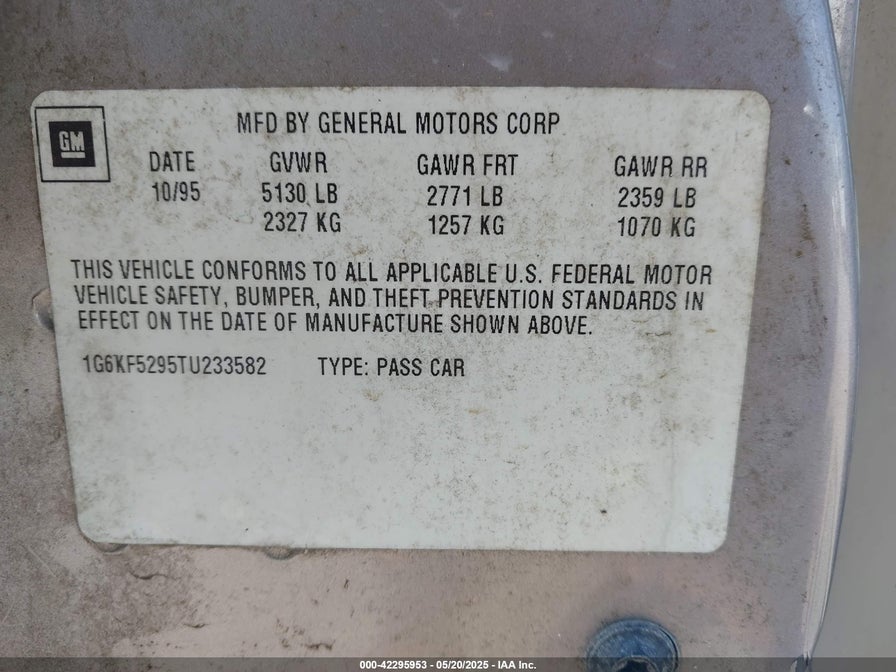 MFD BY GENERAL MOTORS CORP
GM
DATE GVWR GAWR FRT GAWR RR
10/95 5130 LB 2771 LB 2359 LB
2327 KG 1257 KG 1070 KG
THIS VEHICLE CONFORMS TO ALL APPLICABLE U.S. FEDERAL MOTOR
VEHICLE SAFETY, BUMPER, AND THEFT PREVENTION STANDARDS IN
EFFECT ON THE DATE OF MANUFACTURE SHOWN ABOVE.
1G6KF5295TU233582 TYPE: PASS CAR
000-42295953 - 05/20/2025 - IAA Inc.